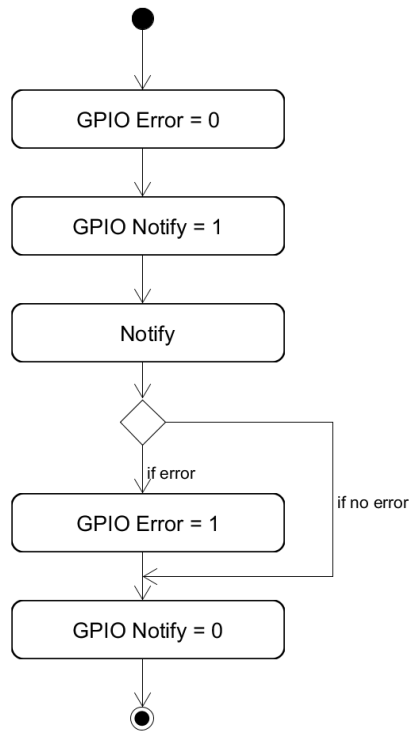 GPIO Error = 0
GPIO Notify = 1
Notify
if error
GPIO Error = 1
if no error
GPIO Notify = 0